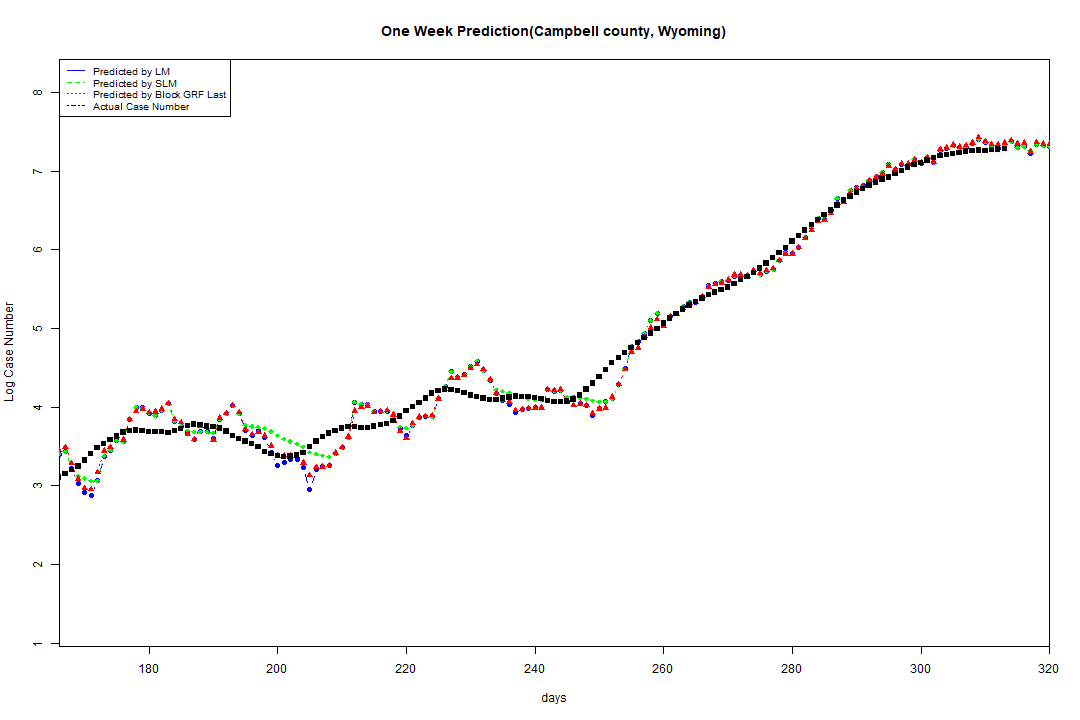 One Week Prediction(Campbell county, Wyoming)
Predicted by LM
Predicted by SLM
Predicted by Block GRF Last
Actual Case Number
8
7
6
5
4
3
2
1
Log Case Number
180 200 220 240 260 280 300 320
days